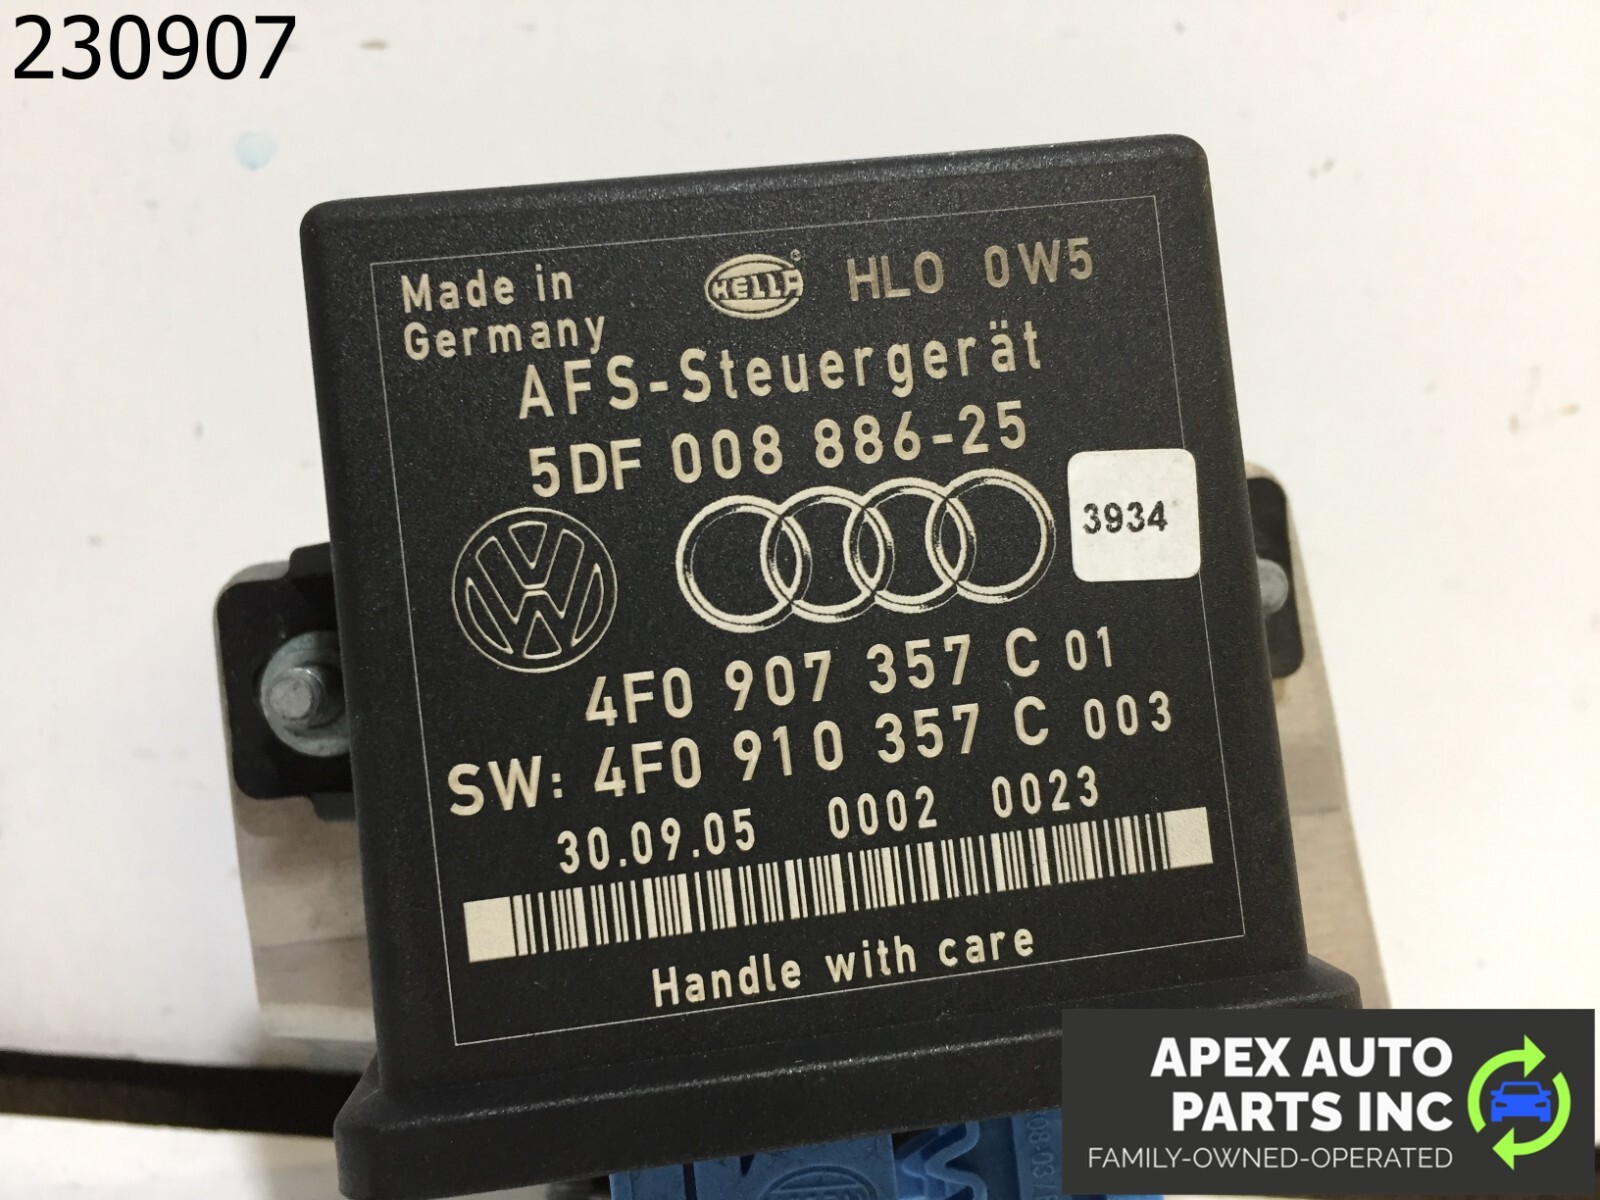 230907
Made in
Germany
HELLA® HLO 0W5
AFS-Steuergerät
5DF 008 886-25
3934
4F0 907 357 C 01
SW: 4F0 910 357 C 003
30.09.05 0002 0023
Handle with care
APEX AUTO
PARTS INC
FAMILY-OWNED-OPERATED